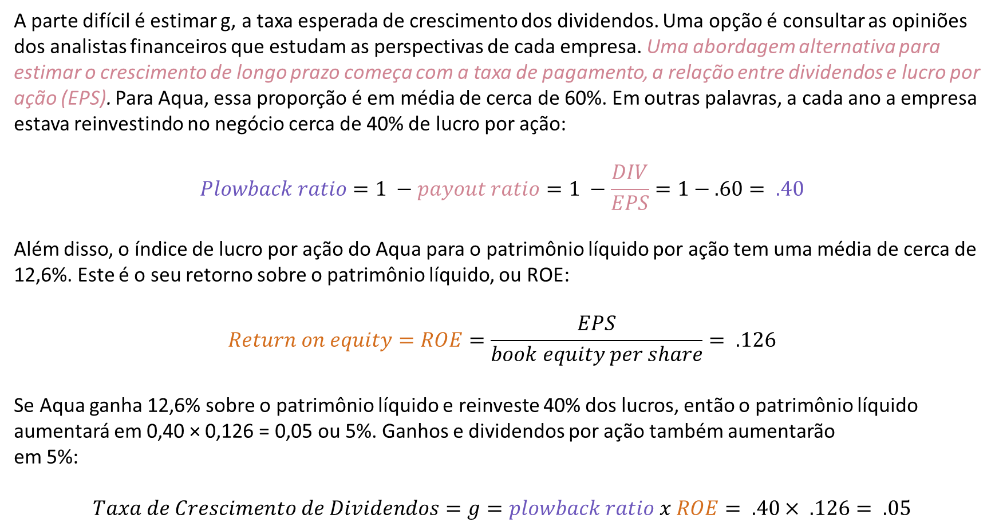 A parte difícil é estimar g, a taxa esperada de crescimento dos dividendos. Uma opção é consultar as opiniões
dos analistas financeiros que estudam as perspectivas de cada empresa. Uma abordagem alternativa para
estimar o crescimento de longo prazo começa com a taxa de pagamento, a relação entre dividendos e lucro por
ação (EPS). Para Aqua, essa proporção é em média de cerca de 60%. Em outras palavras, a cada ano a empresa
estava reinvestindo no negócio cerca de 40% de lucro por ação:
Plowback ratio = 1 − payout ratio = 1 − DIV/EPS = 1 − .60 = .40
Além disso, o índice de lucro por ação do Aqua para o patrimônio líquido por ação tem uma média de cerca de
12,6%. Este é o seu retorno sobre o patrimônio líquido, ou ROE:
Return on equity = ROE = EPS/book equity per share = .126
Se Aqua ganha 12,6% sobre o patrimônio líquido e reinveste 40% dos lucros, então o patrimônio líquido
aumentará em 0,40 × 0,126 = 0,05 ou 5%. Ganhos e dividendos por ação também aumentarão
em 5%:
Taxa de Crescimento de Dividendos = g = plowback ratio x ROE = .40 × .126 = .05